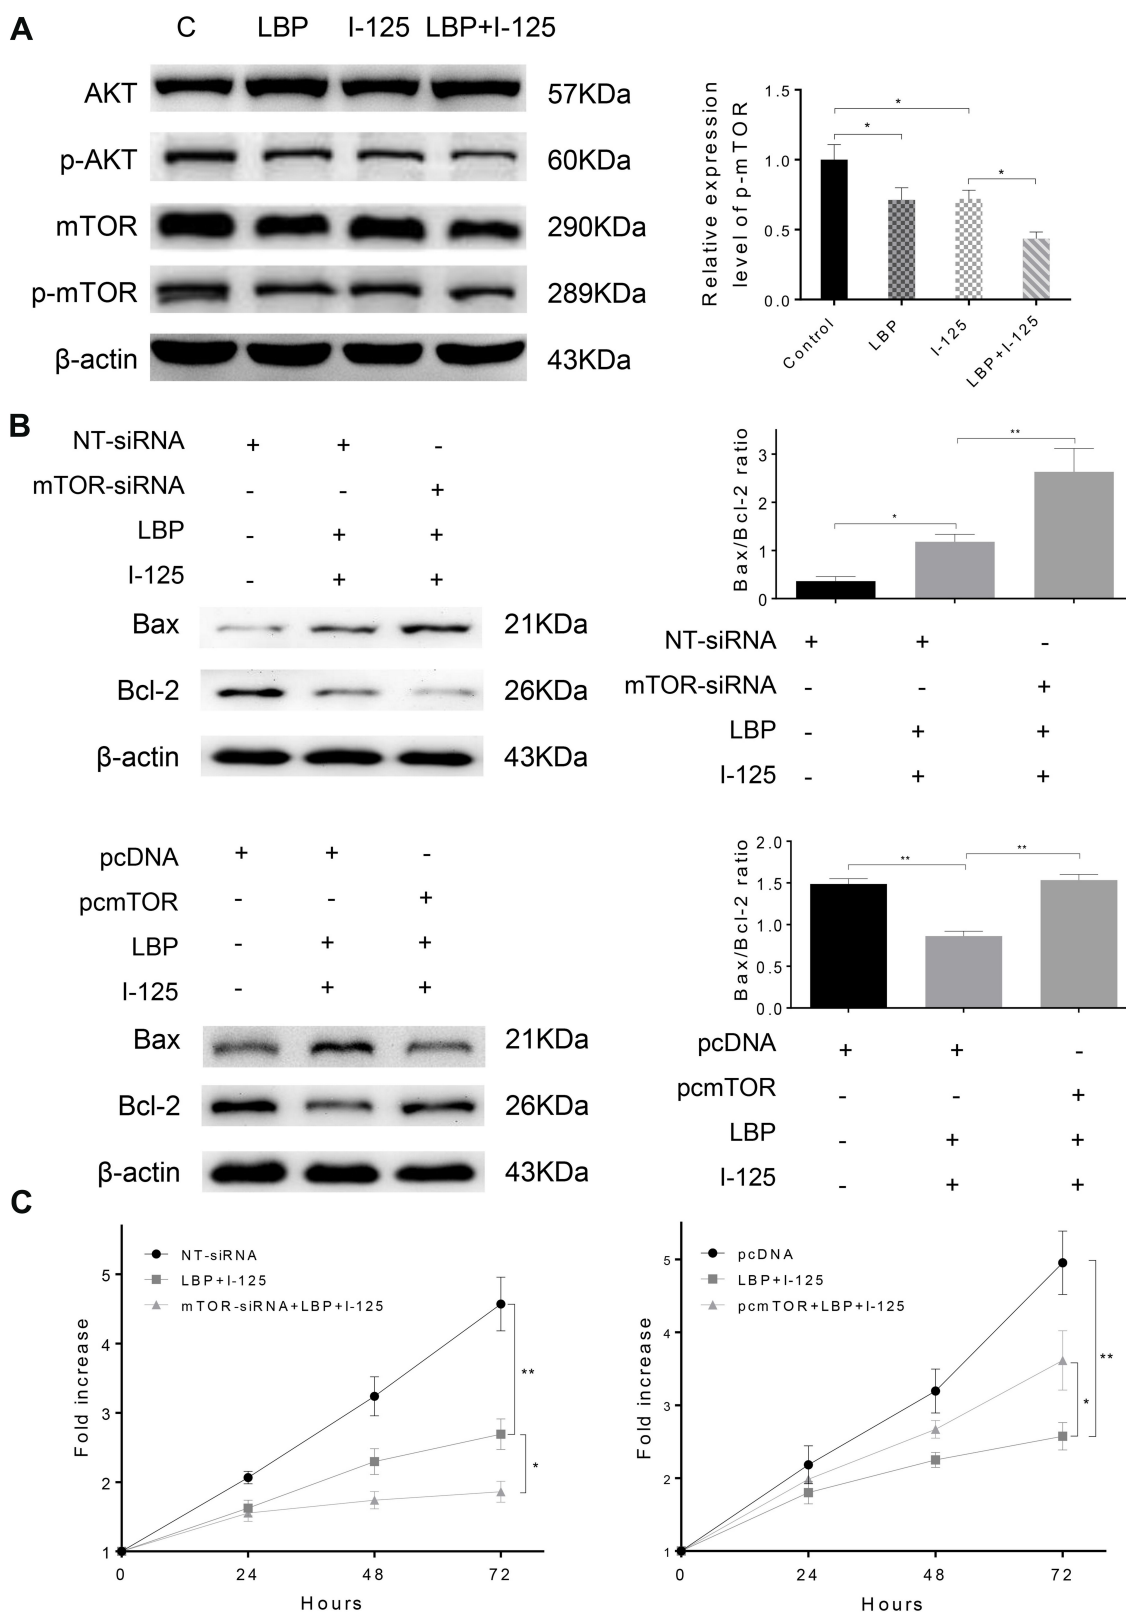 A
C LBP I-125 LBP+I-125
AKT 57KDa
p-AKT 60KDa
mTOR 290KDa
p-mTOR 289KDa
β-actin 43KDa
Relative expression
level of p-mTOR
1.5
1.0
0.5
0.0
* * *
Control LBP I-125 LBP+I-125
B
NT-siRNA + + -
mTOR-siRNA - - +
LBP - + +
I-125 - + +
Bax 21KDa
Bcl-2 26KDa
β-actin 43KDa
Bax/Bcl-2 ratio
3
2
1
0
* **
NT-siRNA + + -
mTOR-siRNA - - +
LBP - + +
I-125 - + +
pcDNA + + -
pcmTOR - - +
LBP - + +
I-125 - + +
Bax 21KDa
Bcl-2 26KDa
β-actin 43KDa
Bax/Bcl-2 ratio
2.0
1.5
1.0
0.5
0.0
** **
pcDNA + + -
pcmTOR - - +
LBP - + +
I-125 - + +
C
NT-siRNA
LBP+I-125
mTOR-siRNA+LBP+I-125
Fold increase
5
4
3
2
1
**
*
0 24 48 72
Hours
pcDNA
LBP+I-125
pcmTOR+LBP+I-125
Fold increase
5
4
3
2
1
**
*
0 24 48 72
Hours